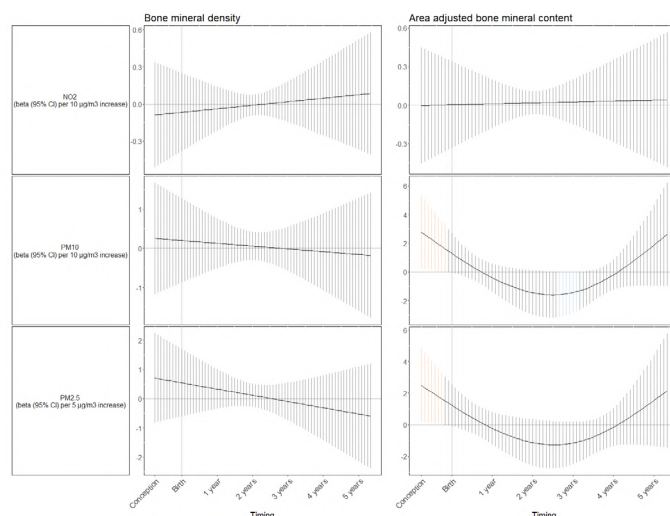 Bone mineral density
Area adjusted bone mineral content
NO2
(beta (95% CI) per 10 µg/m3 increase)
0.6
0.3
0.0
-0.3
0.6
0.3
0.0
-0.3
PM10
(beta (95% CI) per 10 µg/m3 increase)
1
0
-1
6
4
2
0
-2
PM2.5
(beta (95% CI) per 5 µg/m3 increase)
2
1
0
-1
-2
6
4
2
0
-2
Conception
Birth
1 year
2 years
3 years
4 years
5 years
Conception
Birth
1 year
2 years
3 years
4 years
5 years
Timing
Timing